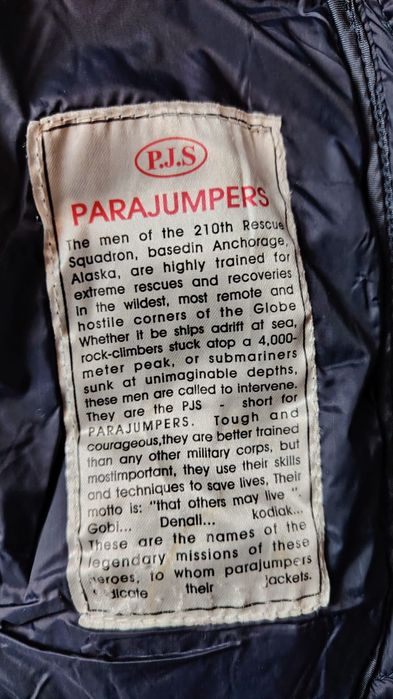 P.J.S
PARAJUMPERS
The men of the 210th Rescue
Squadron, basedin Anchorage,
Alaska, are highly trained for
extreme rescues and recoveries
in the wildest, most remote and
hostile corners of the Globe
Whether it be ships adrift at sea,
rock-climbers stuck atop a 4,000-
meter peak, or submariners
sunk at unimaginable depths,
these men are called to intervene.
They are the PJS - short for
PARAJUMPERS. Tough and
courageous,they are better trained
than any other military corps, but
mostimportant, they use their skills
and techniques to save lives, Their
motto is: "that others may live "
Gobi... Denali... kodiak...
These are the names of the
legendary missions of these
heroes, to whom parajumpers
dedicate their jackets.